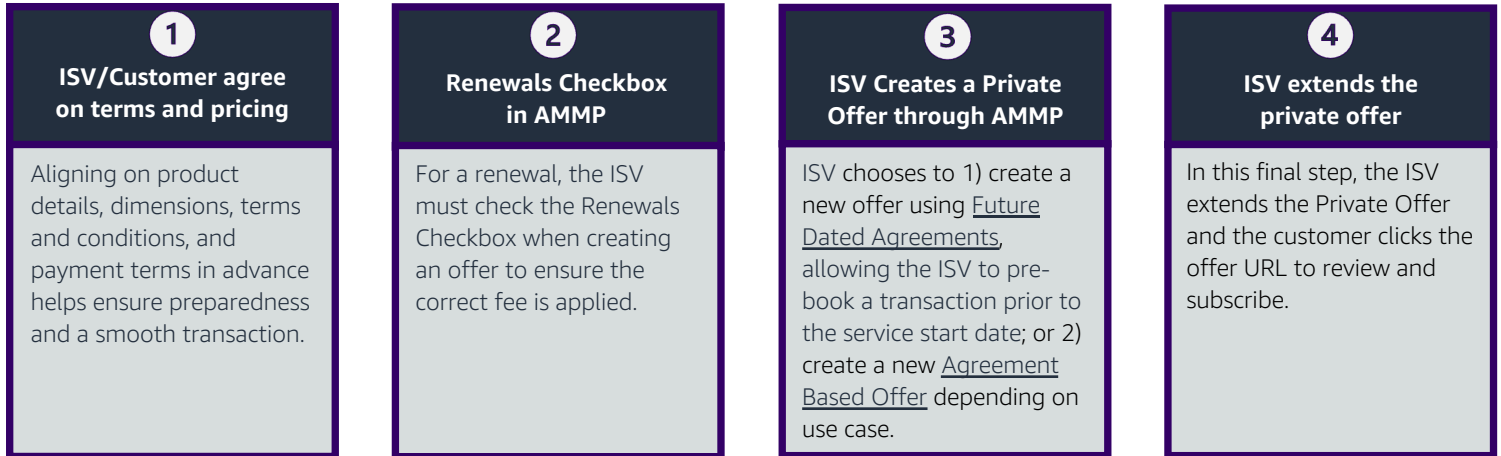 1
ISV/Customer agree
on terms and pricing
Aligning on product
details, dimensions, terms
and conditions, and
payment terms in advance
helps ensure preparedness
and a smooth transaction.
2
Renewals Checkbox
in AMMP
For a renewal, the ISV
must check the Renewals
Checkbox when creating
an offer to ensure the
correct fee is applied.
3
ISV Creates a Private
Offer through AMMP
ISV chooses to 1) create a
new offer using Future
Dated Agreements,
allowing the ISV to pre-
book a transaction prior to
the service start date; or 2)
create a new Agreement
Based Offer depending on
use case.
4
ISV extends the
private offer
In this final step, the ISV
extends the Private Offer
and the customer clicks the
offer URL to review and
subscribe.